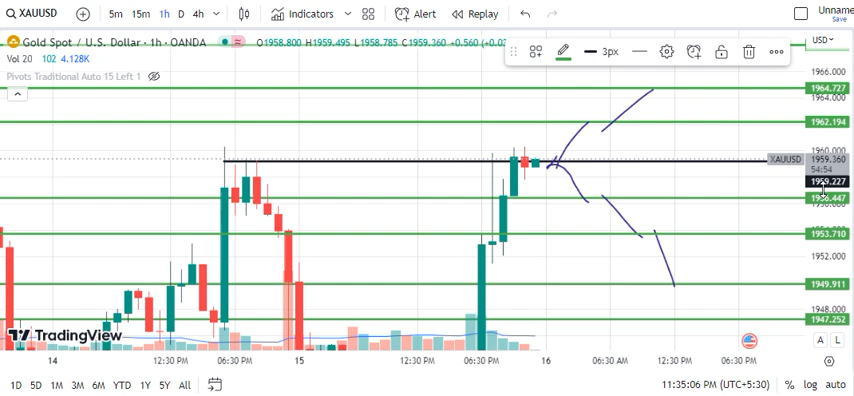 XAUUSD 5m 15m 1h D 4h Indicators Alert Replay Unname
Save
Gold Spot / U.S. Dollar · 1h · OANDA O1958.800 H1959.495 L1958.785 C1959.360 +0.560 (+0.03 USD
Vol 20 102 4.128K 3px
Pivots Traditional Auto 15 Left 1
1966.000
1964.727
1964.000
1962.194
1960.000
XAUUSD 1959.360
54:54
1959.227
1956.447
1953.710
1952.000
1949.911
1948.000
1947.252
TradingView A L
14 12:30 PM 06:30 PM 15 12:30 PM 06:30 PM 16 06:30 AM 12:30 PM 06:30 PM
1D 5D 1M 3M 6M YTD 1Y 5Y All 11:35:06 PM (UTC+5:30) % log auto